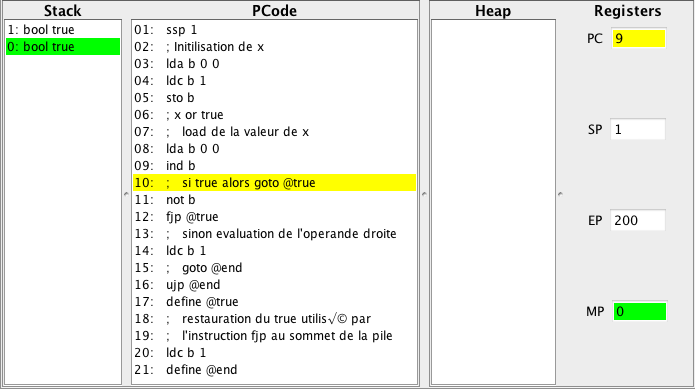 Stack PCode Heap Registers
1: bool true
0: bool true
01: ssp 1
02: ; Initilisation de x
03: lda b 0 0
04: ldc b 1
05: sto b
06: ; x or true
07: ; load de la valeur de x
08: lda b 0 0
09: ind b
10: ; si true alors goto @true
11: not b
12: fjp @true
13: ; sinon evaluation de l'operande droite
14: ldc b 1
15: ; goto @end
16: ujp @end
17: define @true
18: ; restauration du true utilis√© par
19: ; l'instruction fjp au sommet de la pile
20: ldc b 1
21: define @end
PC 9
SP 1
EP 200
MP 0